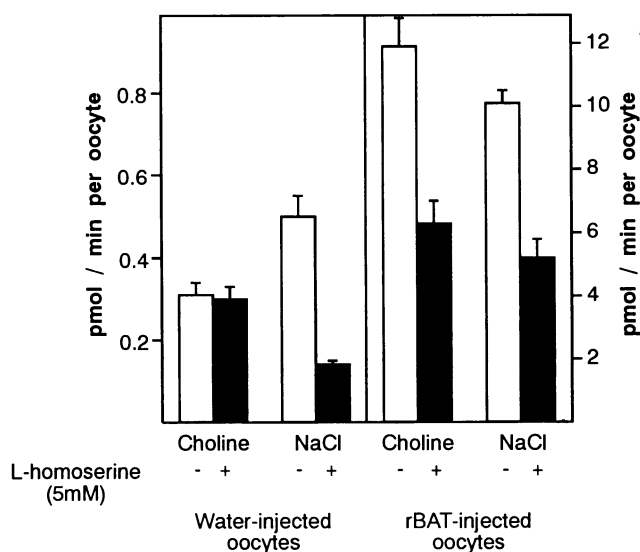 pmol / min per oocyte
0.8
0.6
0.4
0.2
12
10
8
6
4
2
pmol / min per oocyte
Choline NaCl Choline NaCl
L-homoserine - + - + - + - +
(5mM)
Water-injected rBAT-injected
oocytes oocytes